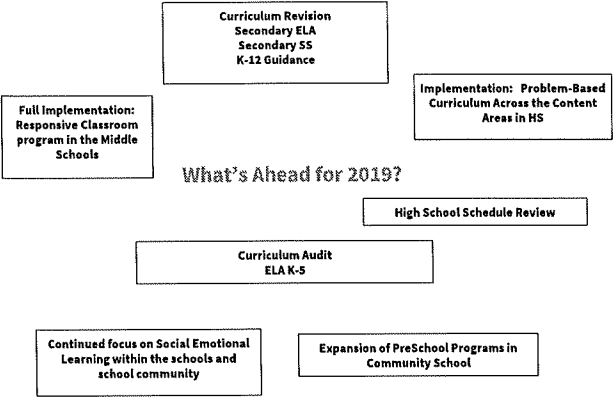 Curriculum Revision
Secondary ELA
Secondary SS
K-12 Guidance
Implementation: Problem-Based
Curriculum Across the Content
Areas in HS
Full Implementation:
Responsive Classroom
program in the Middle
Schools
What's Ahead for 2019?
High School Schedule Review
Curriculum Audit
ELA K-5
Continued focus on Social Emotional
Learning within the schools and
school community
Expansion of PreSchool Programs in
Community School